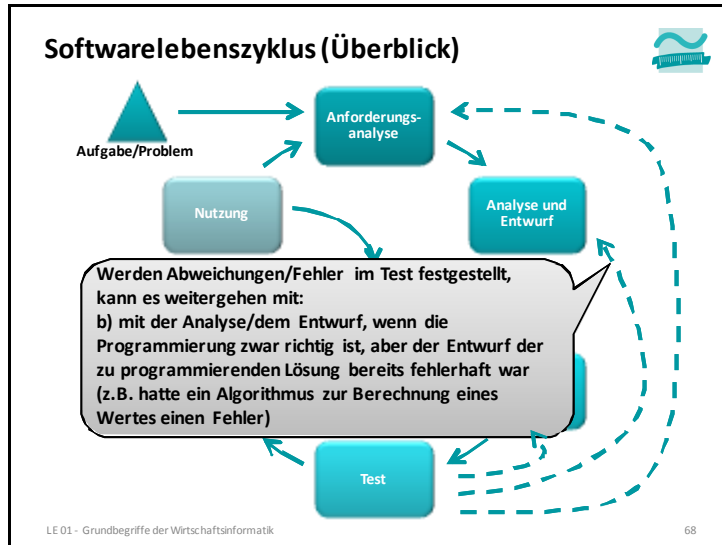 Softwarelebenszyklus (Überblick)
Anforderungs-
analyse
Aufgabe/Problem
Nutzung
Analyse und
Entwurf
Werden Abweichungen/Fehler im Test festgestellt,
kann es weitergehen mit:
b) mit der Analyse/dem Entwurf, wenn die
Programmierung zwar richtig ist, aber der Entwurf der
zu programmierenden Lösung bereits fehlerhaft war
(z.B. hatte ein Algorithmus zur Berechnung eines
Wertes einen Fehler)
Test
LE 01 - Grundbegriffe der Wirtschaftsinformatik
68